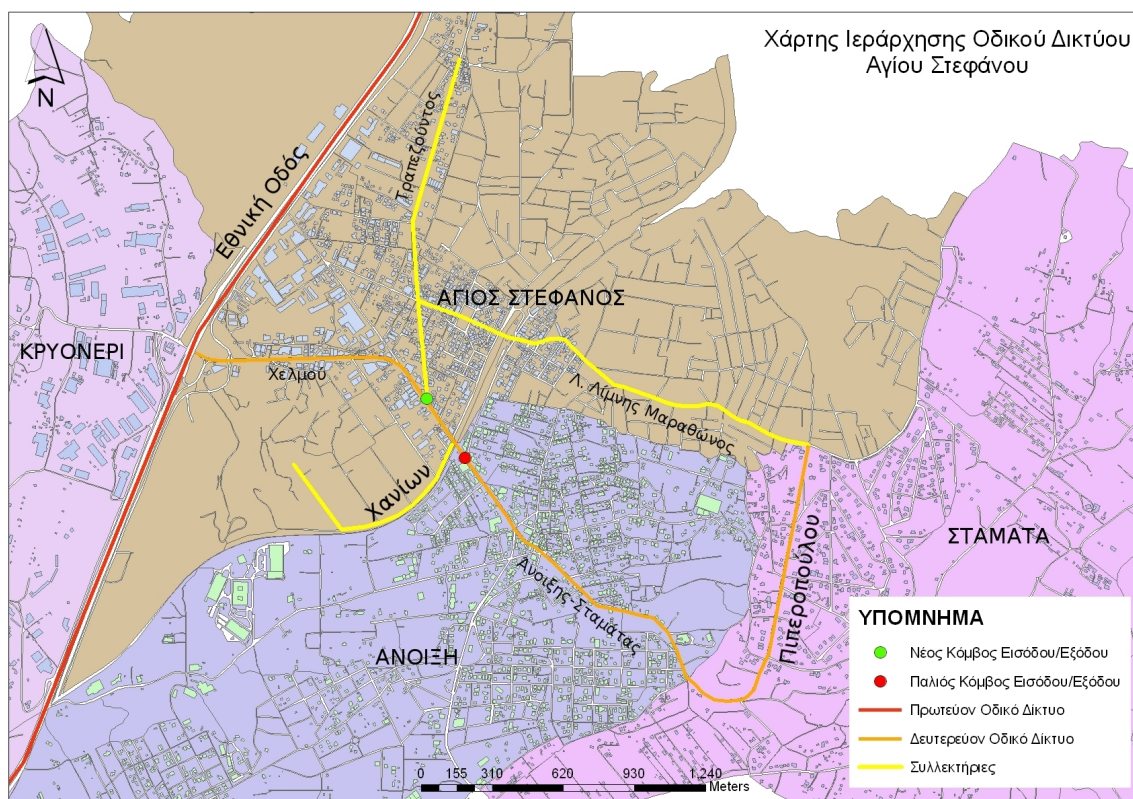 Χάρτης Ιεράρχησης Οδικού Δικτύου
Αγίου Στεφάνου
N
Τραπεζούντος
Εθνική Οδός
ΑΓΙΟΣ ΣΤΕΦΑΝΟΣ
ΚΡΥΟΝΕΡΙ
Χελμού
Λ. Λίμνης Μαραθώνος
Χανίων
ΣΤΑΜΑΤΑ
Πιπεροπούλου
Ανοιξης-Σταμάτας
ΑΝΟΙΞΗ
ΥΠΟΜΝΗΜΑ
Νέος Κόμβος Εισόδου/Εξόδου
Παλιός Κόμβος Εισόδου/Εξόδου
Πρωτεύον Οδικό Δίκτυο
Δευτερεύον Οδικό Δίκτυο
Συλλεκτήριες
0 155 310 620 930 1.240
Meters